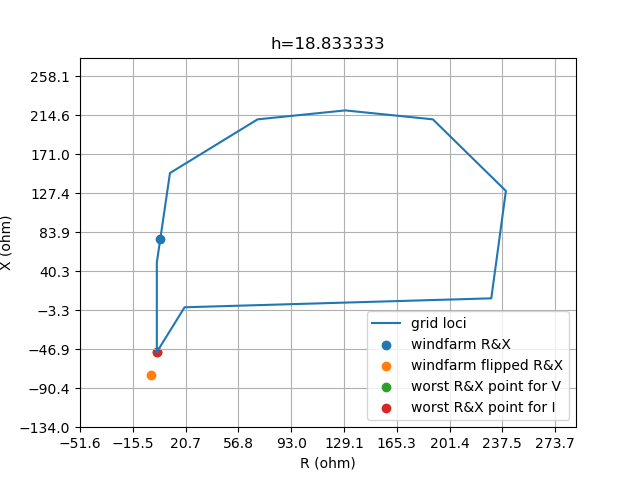 h=18.833333
258.1
214.6
171.0
127.4
83.9
40.3
−3.3
−46.9
−90.4
−134.0
X (ohm)
grid loci
windfarm R&X
windfarm flipped R&X
worst R&X point for V
worst R&X point for I
−51.6 −15.5 20.7 56.8 93.0 129.1 165.3 201.4 237.5 273.7
R (ohm)